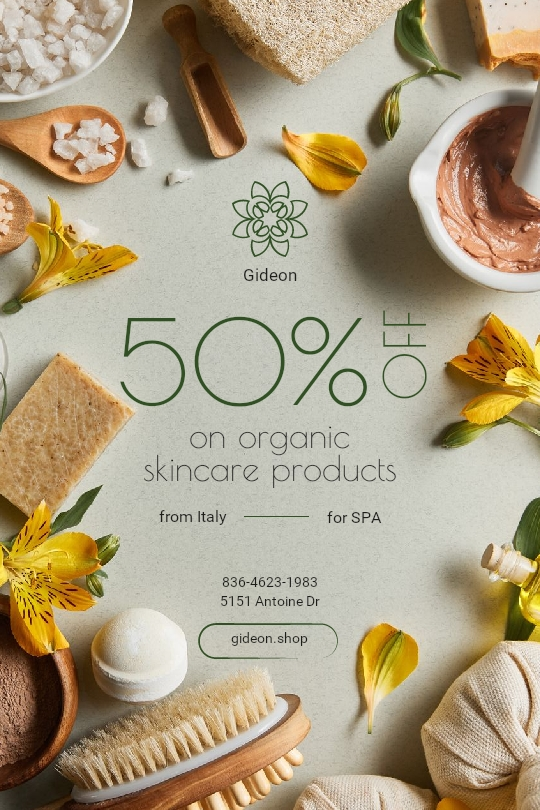 Gideon
50% OFF
on organic
skincare products
from Italy for SPA
836-4623-1983
5151 Antoine Dr
gideon.shop